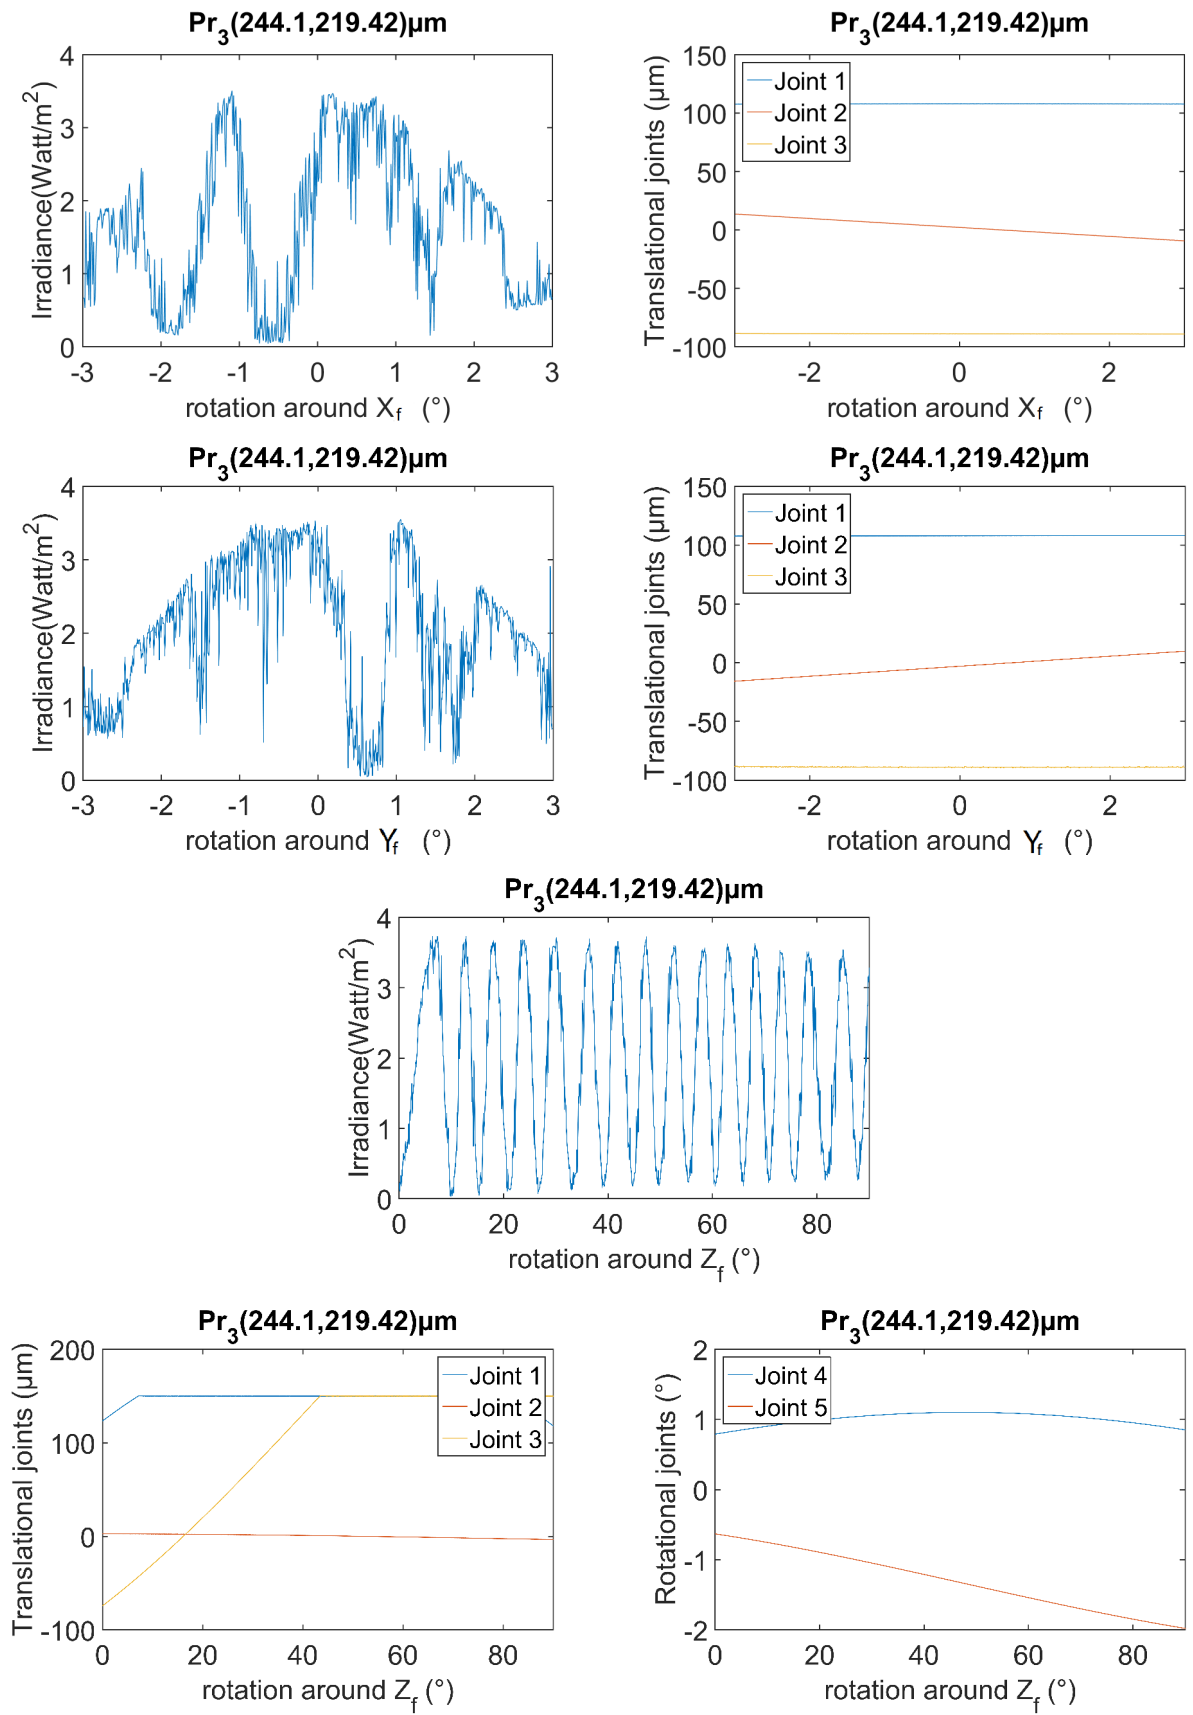 Pr3(244.1,219.42)μm
Irradiance(Watt/m2)
4
3
2
1
0
-3 -2 -1 0 1 2 3
rotation around Xf (°)
Pr3(244.1,219.42)μm
Translational joints (μm)
150
100
50
0
-50
-100
Joint 1
Joint 2
Joint 3
-2 0 2
rotation around Xf (°)
Pr3(244.1,219.42)μm
Irradiance(Watt/m2)
4
3
2
1
0
-3 -2 -1 0 1 2 3
rotation around Yf (°)
Pr3(244.1,219.42)μm
Translational joints (μm)
150
100
50
0
-50
-100
Joint 1
Joint 2
Joint 3
-2 0 2
rotation around Yf (°)
Pr3(244.1,219.42)μm
Irradiance(Watt/m2)
4
3
2
1
0
0 20 40 60 80
rotation around Zf (°)
Pr3(244.1,219.42)μm
Translational joints (μm)
200
100
0
-100
Joint 1
Joint 2
Joint 3
0 20 40 60 80
rotation around Zf (°)
Pr3(244.1,219.42)μm
Rotational joints (°)
2
1
0
-1
-2
Joint 4
Joint 5
0 20 40 60 80
rotation around Zf (°)